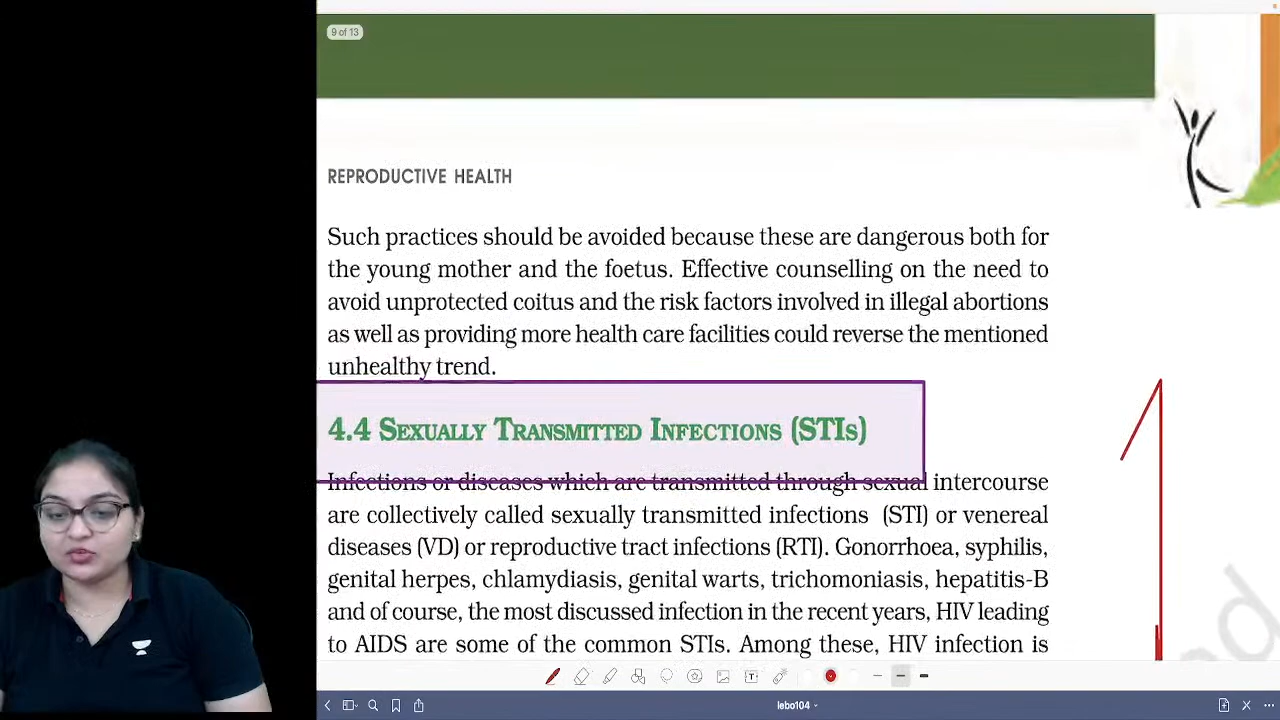 9 of 13
REPRODUCTIVE HEALTH
Such practices should be avoided because these are dangerous both for
the young mother and the foetus. Effective counselling on the need to
avoid unprotected coitus and the risk factors involved in illegal abortions
as well as providing more health care facilities could reverse the mentioned
unhealthy trend.
4.4 SEXUALLY TRANSMITTED INFECTIONS (STIS)
Infections or diseases which are transmitted through sexual intercourse
are collectively called sexually transmitted infections (STI) or venereal
diseases (VD) or reproductive tract infections (RTI). Gonorrhoea, syphilis,
genital herpes, chlamydiasis, genital warts, trichomoniasis, hepatitis-B
and of course, the most discussed infection in the recent years, HIV leading
to AIDS are some of the common STIs. Among these, HIV infection is
lebo104